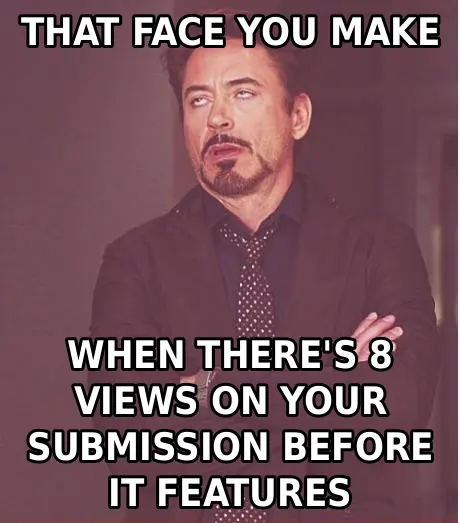 THAT FACE YOU MAKE
WHEN THERE'S 8
VIEWS ON YOUR
SUBMISSION BEFORE
IT FEATURES